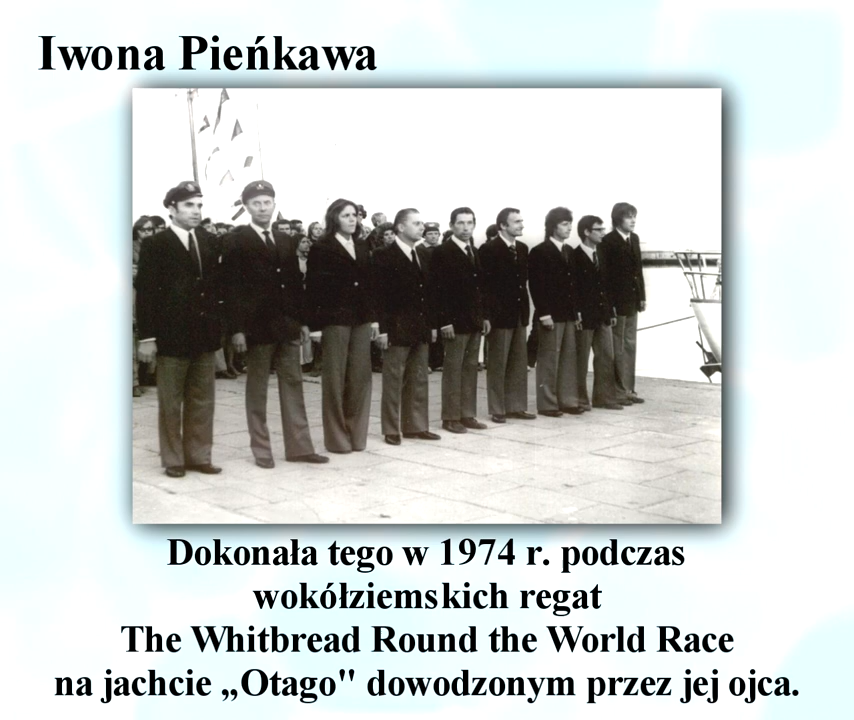 Iwona Pieńkawa
Dokonała tego w 1974 r. podczas
wokółziemskich regat
The Whitbread Round the World Race
na jachcie „Otago" dowodzonym przez jej ojca.